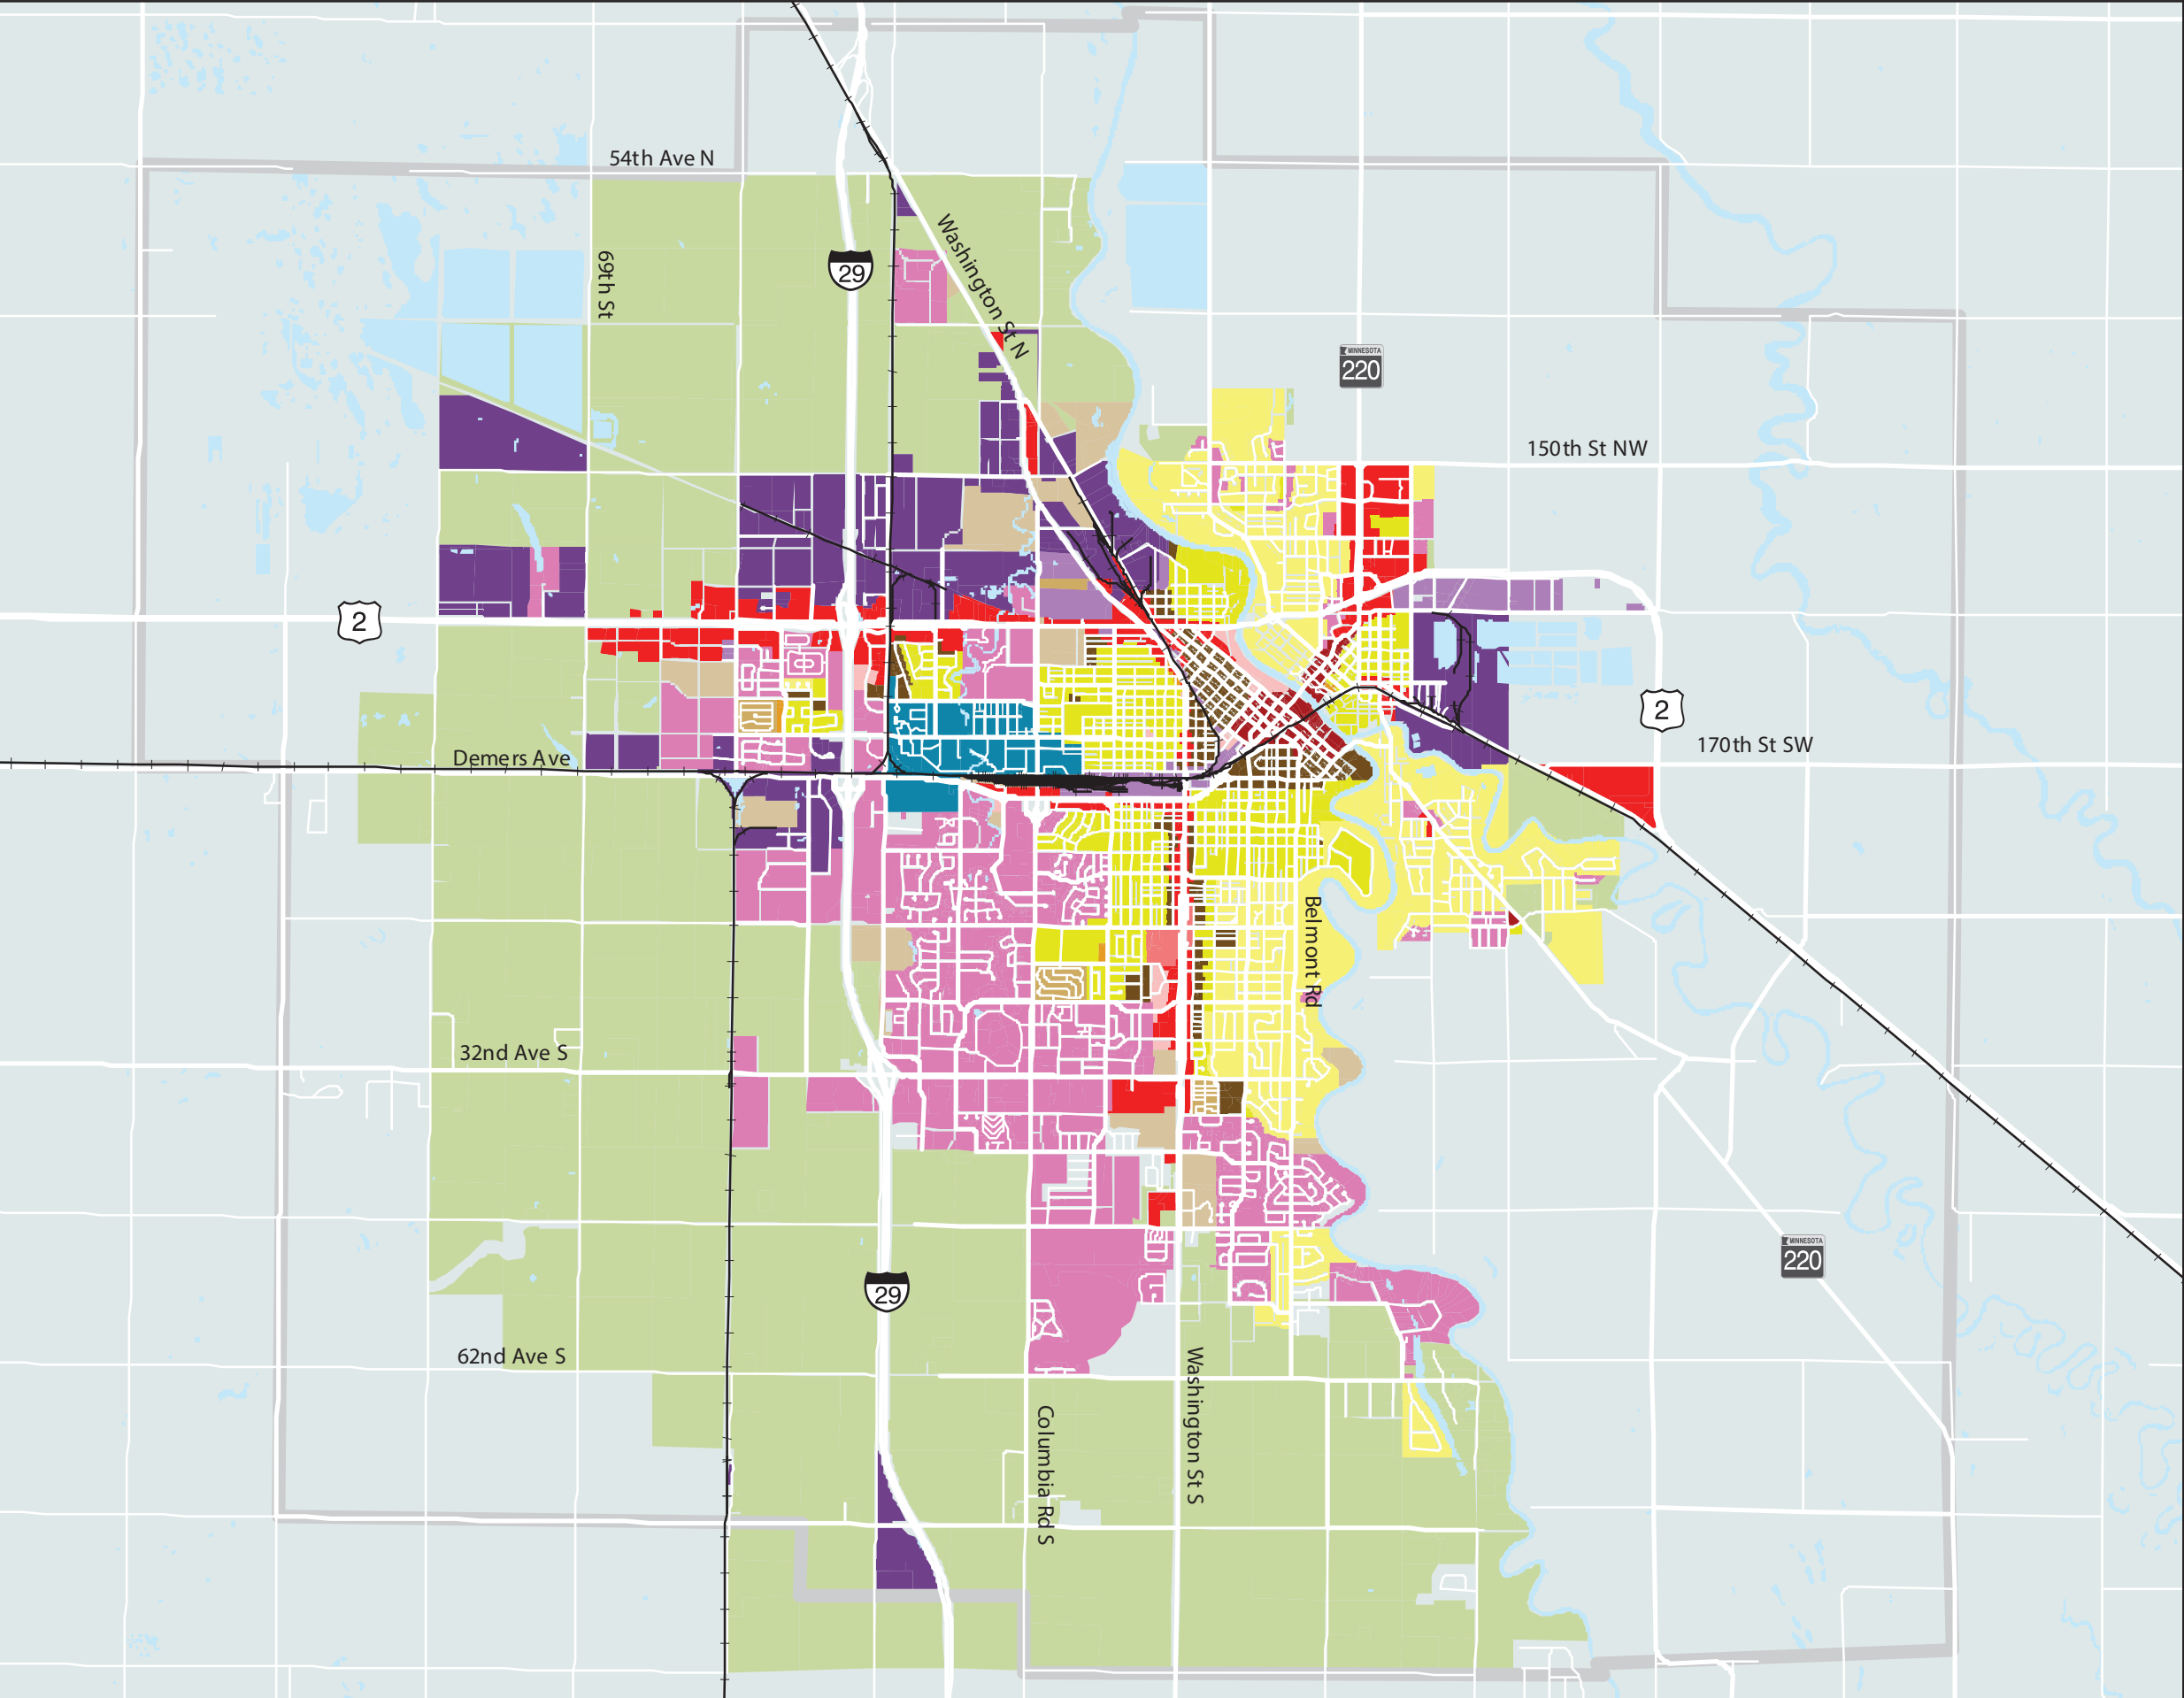 54th Ave N
Washington St N
69th St
29
MINNESOTA
220
150th St NW
2
2
170th St SW
Demers Ave
Belmont Rd
32nd Ave S
MINNESOTA
220
29
62nd Ave S
Washington St S
Columbia Rd S